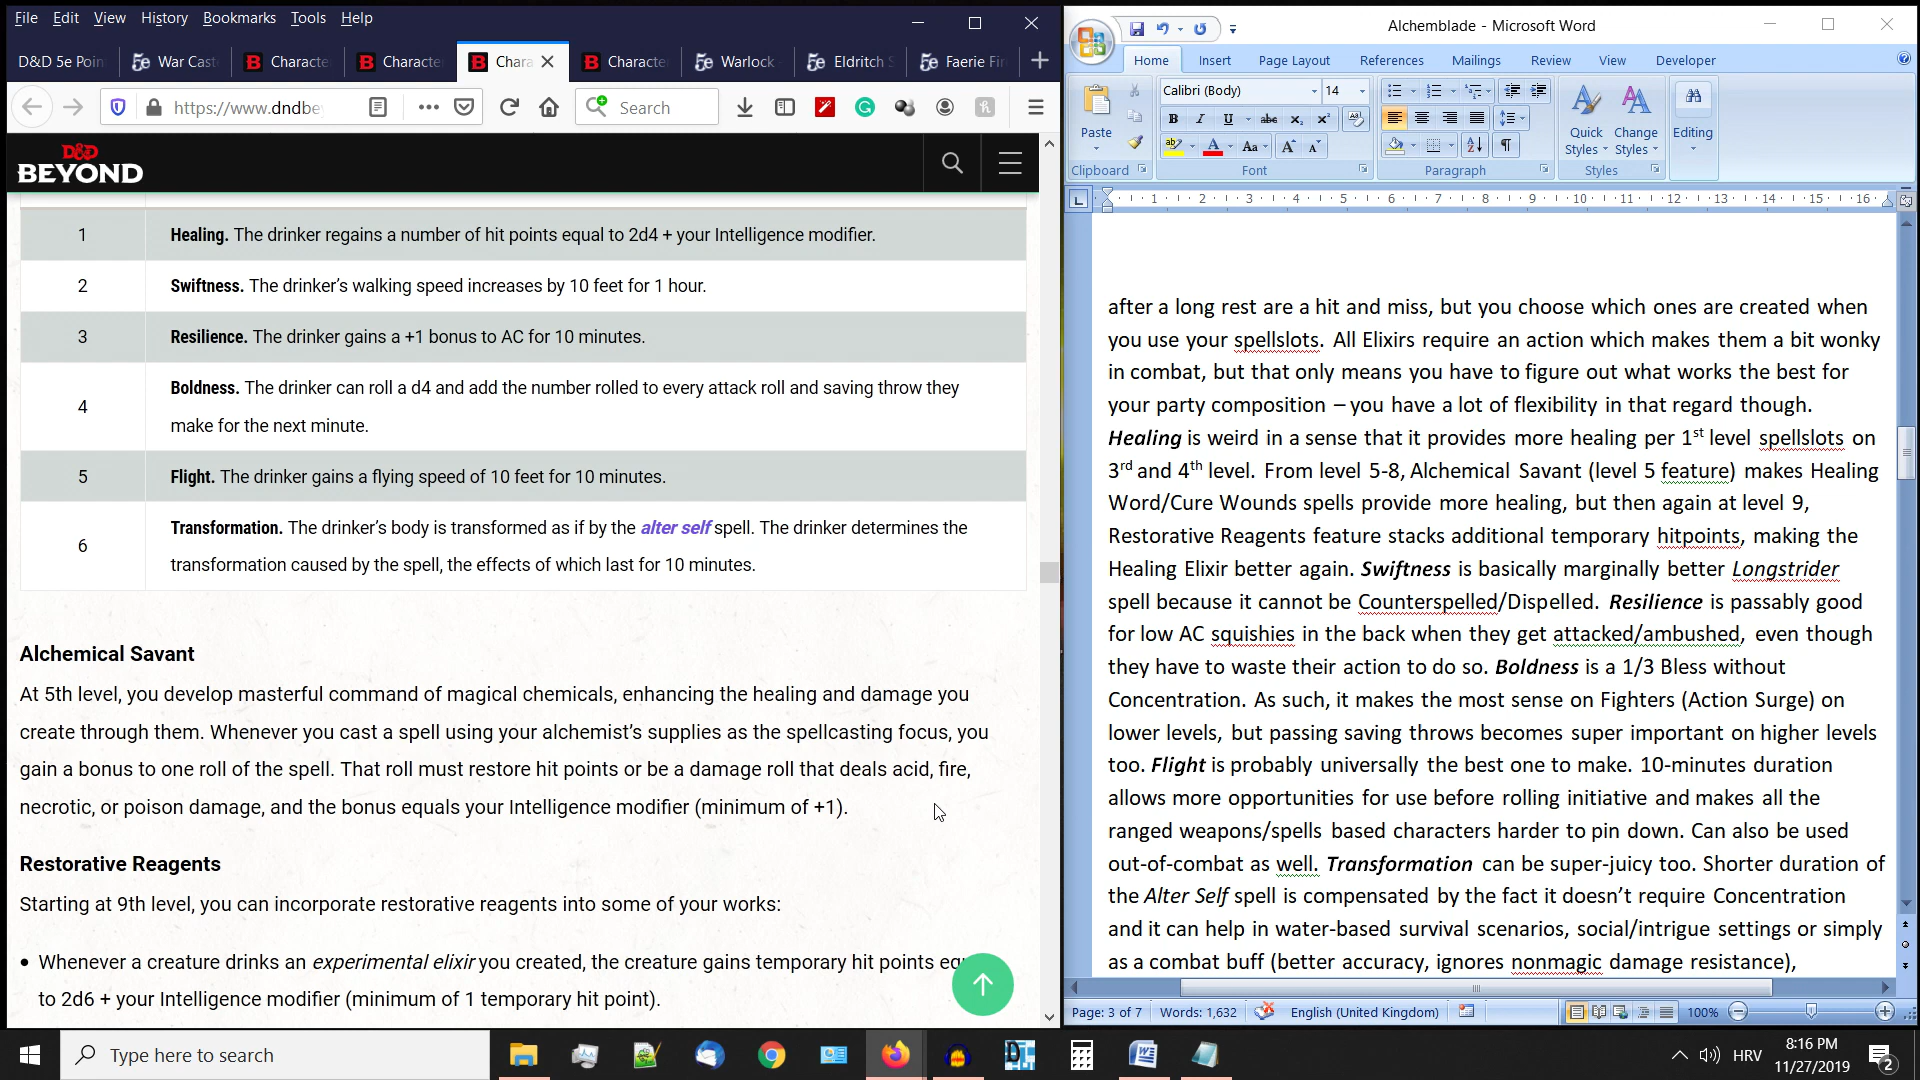 File Edit View History Bookmarks Tools Help
D&D 5e Poin
War Cast
Characte
Characte
Chara
Characte
Warlock
Eldritch S
Faerie Fir
https://www.dndbe
Search
D&D
BEYOND
1 Healing. The drinker regains a number of hit points equal to 2d4 + your Intelligence modifier.
2 Swiftness. The drinker's walking speed increases by 10 feet for 1 hour.
3 Resilience. The drinker gains a +1 bonus to AC for 10 minutes.
4 Boldness. The drinker can roll a d4 and add the number rolled to every attack roll and saving throw they
make for the next minute.
5 Flight. The drinker gains a flying speed of 10 feet for 10 minutes.
6 Transformation. The drinker's body is transformed as if by the alter self spell. The drinker determines the
transformation caused by the spell, the effects of which last for 10 minutes.
Alchemical Savant
At 5th level, you develop masterful command of magical chemicals, enhancing the healing and damage you
create through them. Whenever you cast a spell using your alchemist's supplies as the spellcasting focus, you
gain a bonus to one roll of the spell. That roll must restore hit points or be a damage roll that deals acid, fire,
necrotic, or poison damage, and the bonus equals your Intelligence modifier (minimum of +1).
Restorative Reagents
Starting at 9th level, you can incorporate restorative reagents into some of your works:
• Whenever a creature drinks an experimental elixir you created, the creature gains temporary hit points equ
to 2d6 + your Intelligence modifier (minimum of 1 temporary hit point).
Alchemblade - Microsoft Word
Home Insert Page Layout References Mailings Review View Developer
Calibri (Body) 14
Paste
Quick Styles
Change Styles
Editing
Clipboard Font Paragraph Styles
1 2 3 4 5 6 7 8 9 10 11 12 13 14 15 16
after a long rest are a hit and miss, but you choose which ones are created when
you use your spellslots. All Elixirs require an action which makes them a bit wonky
in combat, but that only means you have to figure out what works the best for
your party composition – you have a lot of flexibility in that regard though.
Healing is weird in a sense that it provides more healing per 1st level spellslots on
3rd and 4th level. From level 5-8, Alchemical Savant (level 5 feature) makes Healing
Word/Cure Wounds spells provide more healing, but then again at level 9,
Restorative Reagents feature stacks additional temporary hitpoints, making the
Healing Elixir better again. Swiftness is basically marginally better Longstrider
spell because it cannot be Counterspelled/Dispelled. Resilience is passably good
for low AC squishies in the back when they get attacked/ambushed, even though
they have to waste their action to do so. Boldness is a 1/3 Bless without
Concentration. As such, it makes the most sense on Fighters (Action Surge) on
lower levels, but passing saving throws becomes super important on higher levels
too. Flight is probably universally the best one to make. 10-minutes duration
allows more opportunities for use before rolling initiative and makes all the
ranged weapons/spells based characters harder to pin down. Can also be used
out-of-combat as well. Transformation can be super-juicy too. Shorter duration of
the Alter Self spell is compensated by the fact it doesn't require Concentration
and it can help in water-based survival scenarios, social/intrigue settings or simply
as a combat buff (better accuracy, ignores nonmagic damage resistance),
Page: 3 of 7 Words: 1,632 English (United Kingdom) 100%
Type here to search
HRV
8:16 PM
11/27/2019
2